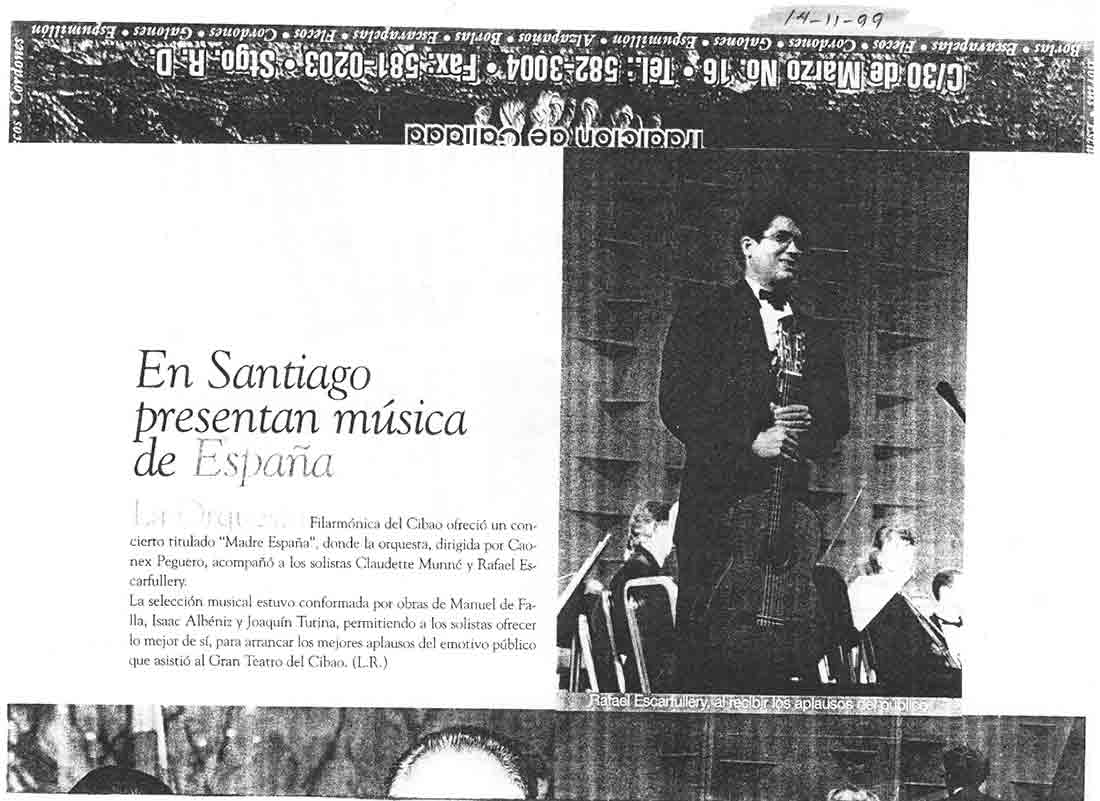 14-11-99
Borlas • Escarapelas • Flecos • Cordones • Galones • Espumillón • Alzapaños • Borlas • Escarapelas • Flecos • Cordones • Galones • Espumillón
C/30 de Marzo No. 16 • Tel.: 582-3004 • Fax: 581-0203 • Stgo. R. D
Tradición de Calidad
cos • Cordones
En Santiago
presentan música
de España
La Orquesta Filarmónica del Cibao ofreció un con-
cierto titulado "Madre España", donde la orquesta, dirigida por Cao-
nex Peguero, acompañó a los solistas Claudette Munné y Rafael Es-
carfullery.
La selección musical estuvo conformada por obras de Manuel de Fa-
lla, Isaac Albéniz y Joaquín Turina, permitiendo a los solistas ofrecer
lo mejor de sí, para arrancar los mejores aplausos del emotivo público
que asistió al Gran Teatro del Cibao. (L.R.)
Rafael Escarfullery, al recibir los aplausos del público